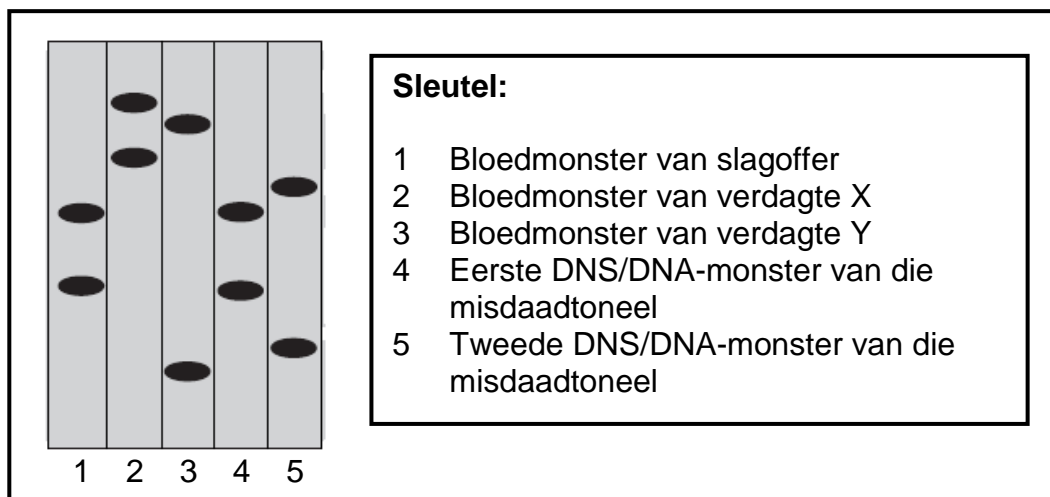 Sleutel:
1 Bloedmonster van slagoffer
2 Bloedmonster van verdagte X
3 Bloedmonster van verdagte Y
4 Eerste DNS/DNA-monster van die
misdaadtoneel
5 Tweede DNS/DNA-monster van die
misdaadtoneel
1 2 3 4 5